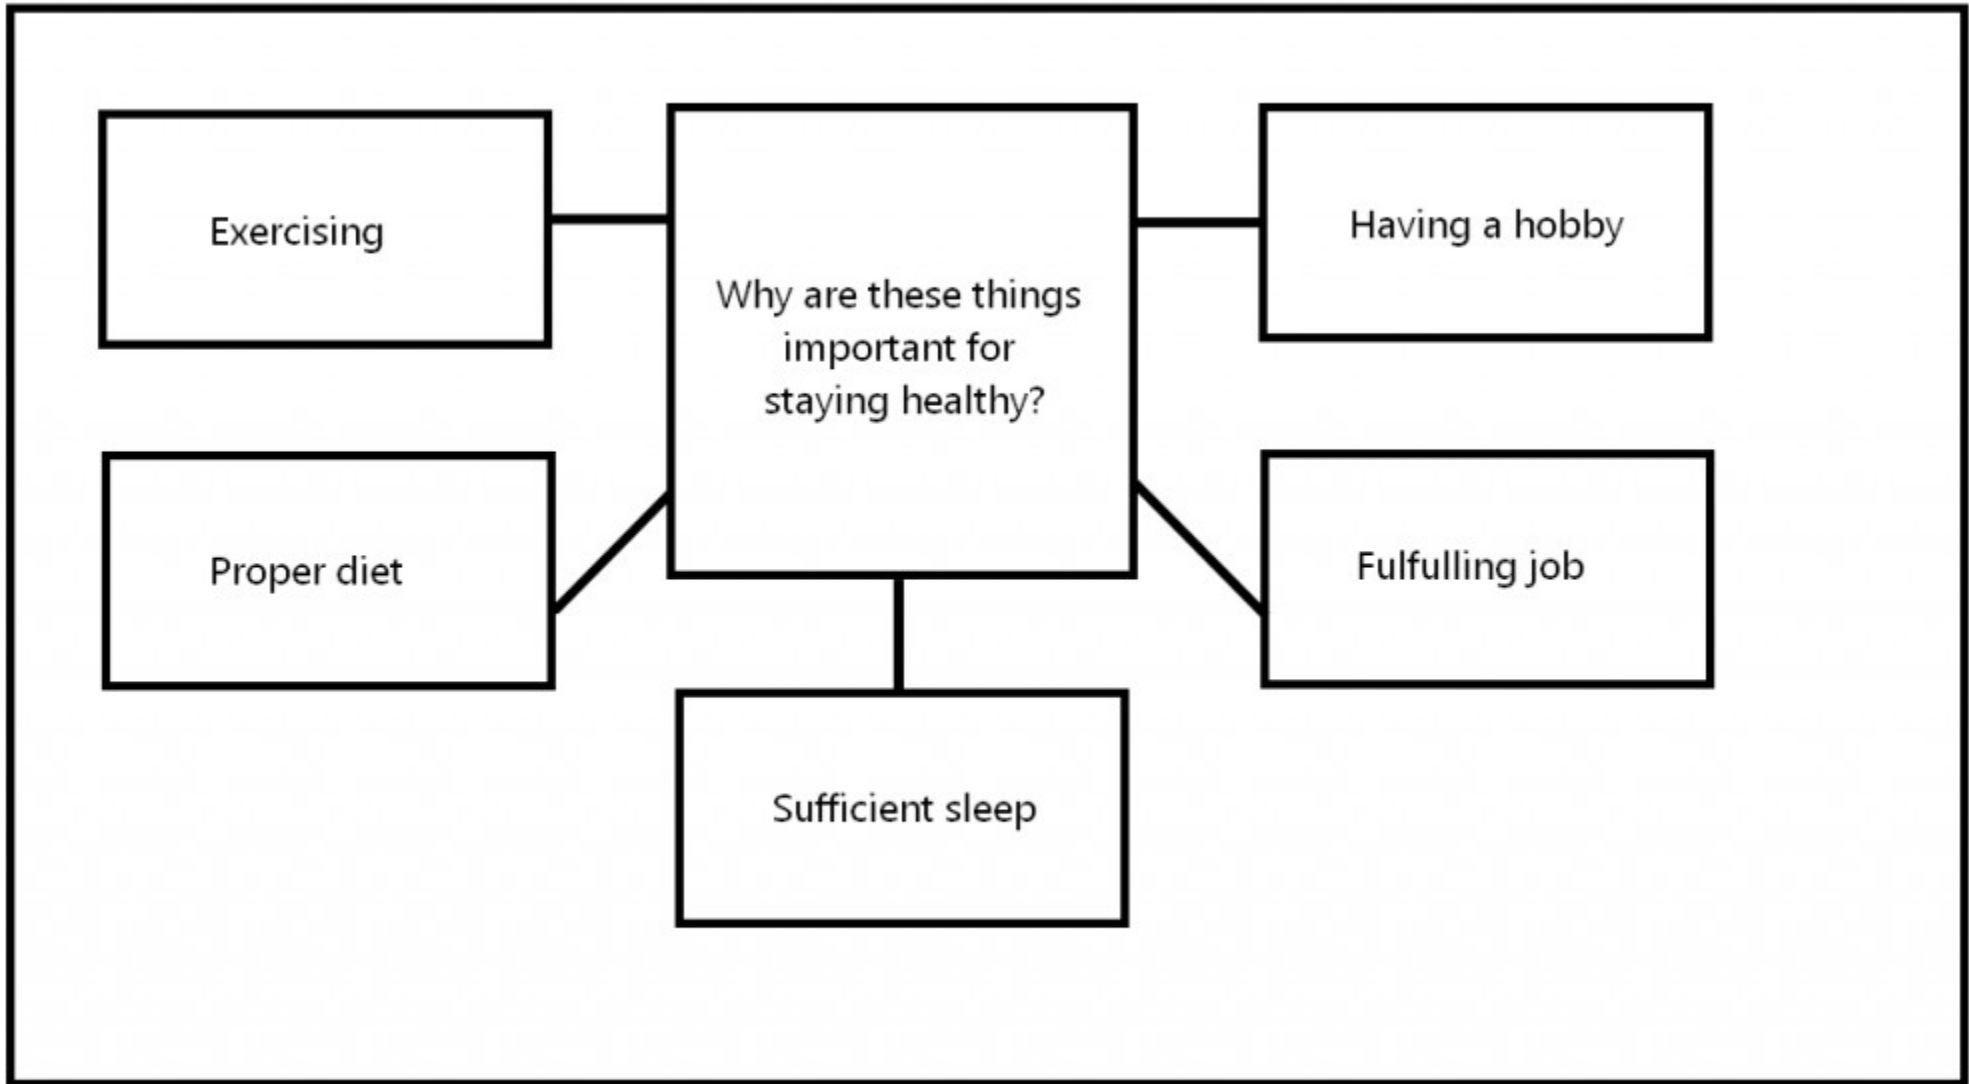 Exercising
Why are these things
important for
staying healthy?
Having a hobby
Proper diet
Fulfulling job
Sufficient sleep